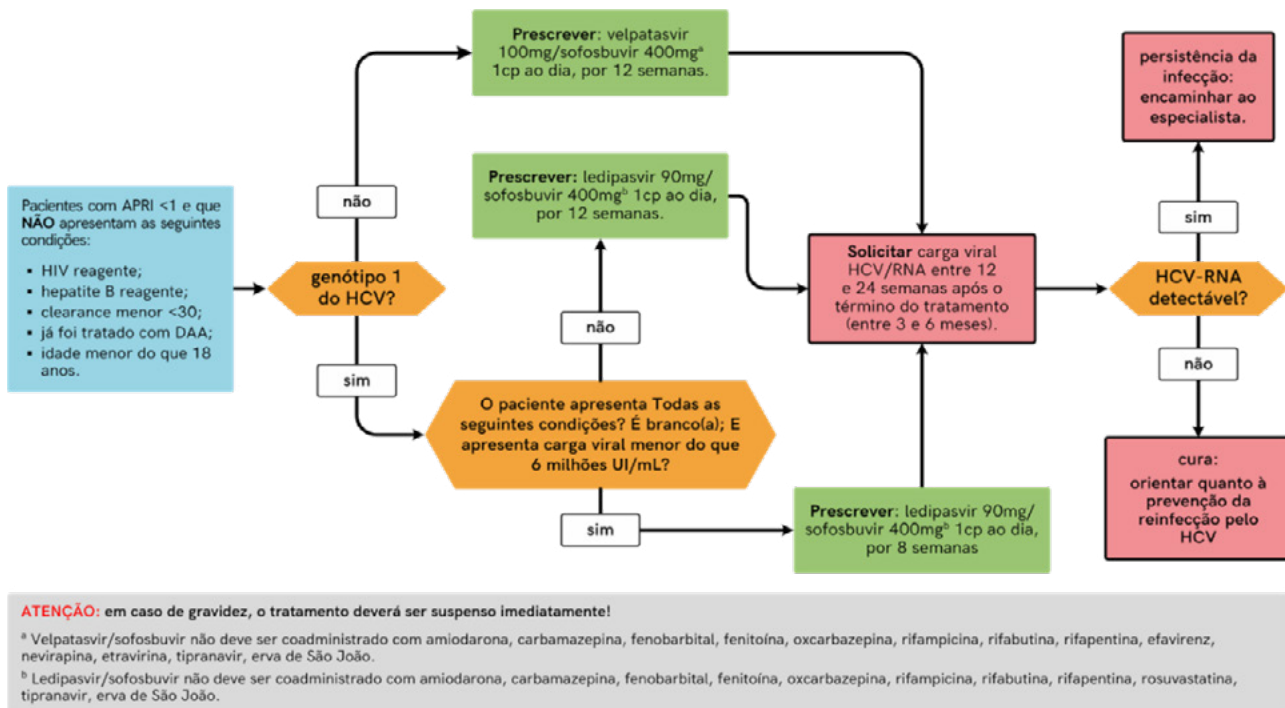 Pacientes com APRI <1 e que
NÃO apresentam as seguintes
condições:
▪ HIV reagente;
▪ hepatite B reagente;
▪ clearance menor <30;
▪ já foi tratado com DAA;
▪ idade menor do que 18
anos.
genótipo 1
do HCV?
não
sim
Prescrever: velpatasvir
100mg/sofosbuvir 400mgª
1cp ao dia, por 12 semanas.
Prescrever: ledipasvir 90mg/
sofosbuvir 400mgᵇ 1cp ao dia,
por 12 semanas.
não
O paciente apresenta Todas as
seguintes condições? É branco(a); E
apresenta carga viral menor do que
6 milhões UI/mL?
sim
Prescrever: ledipasvir 90mg/
sofosbuvir 400mgᵇ 1cp ao dia,
por 8 semanas
Solicitar carga viral
HCV/RNA entre 12
e 24 semanas após o
término do tratamento
(entre 3 e 6 meses).
HCV-RNA
detectável?
sim
persistência da
infecção:
encaminhar ao
especialista.
não
cura:
orientar quanto à
prevenção da
reinfecção pelo
HCV
ATENÇÃO: em caso de gravidez, o tratamento deverá ser suspenso imediatamente!
ª Velpatasvir/sofosbuvir não deve ser coadministrado com amiodarona, carbamazepina, fenobarbital, fenitoína, oxcarbazepina, rifampicina, rifabutina, rifapentina, efavirenz,
nevirapina, etravirina, tipranavir, erva de São João.
ᵇ Ledipasvir/sofosbuvir não deve ser coadministrado com amiodarona, carbamazepina, fenobarbital, fenitoína, oxcarbazepina, rifampicina, rifabutina, rifapentina, rosuvastatina,
tipranavir, erva de São João.